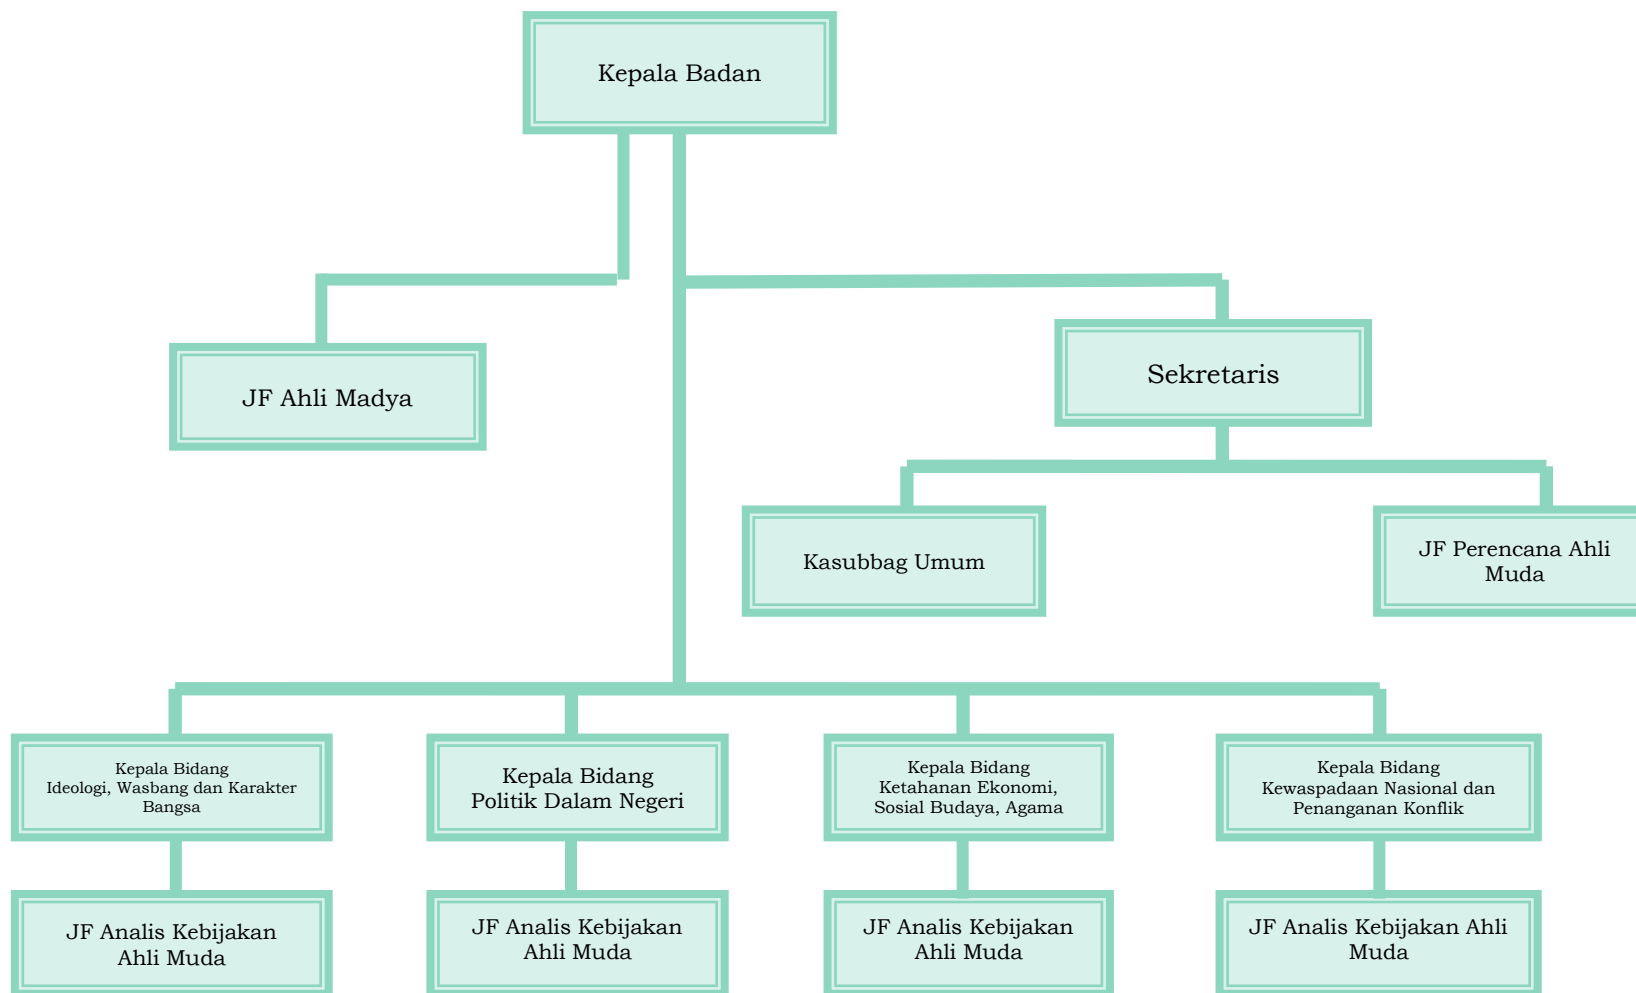 Kepala Badan
JF Ahli Madya
Sekretaris
Kasubbag Umum
JF Perencana Ahli
Muda
Kepala Bidang
Ideologi, Wasbang dan Karakter
Bangsa
Kepala Bidang
Politik Dalam Negeri
Kepala Bidang
Ketahanan Ekonomi,
Sosial Budaya, Agama
Kepala Bidang
Kewaspadaan Nasional dan
Penanganan Konflik
JF Analis Kebijakan
Ahli Muda
JF Analis Kebijakan
Ahli Muda
JF Analis Kebijakan
Ahli Muda
JF Analis Kebijakan Ahli
Muda